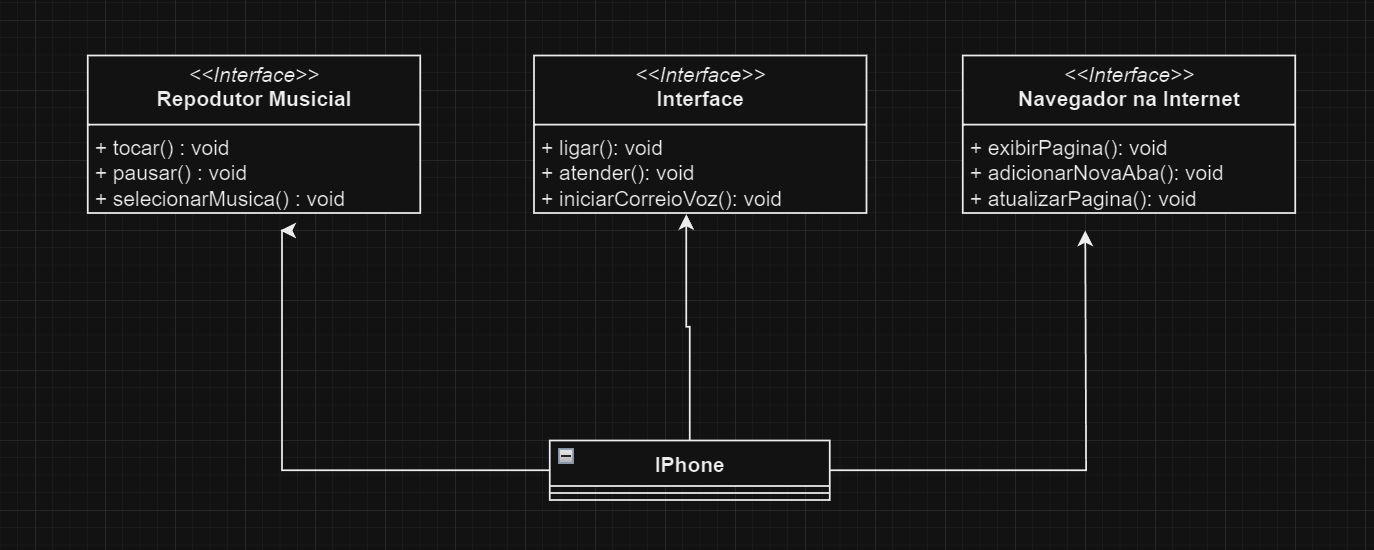 <<Interface>>
Repodutor Musicial
+ tocar() : void
+ pausar() : void
+ selecionarMusica() : void
<<Interface>>
Interface
+ ligar(): void
+ atender(): void
+ iniciarCorreioVoz(): void
<<Interface>>
Navegador na Internet
+ exibirPagina(): void
+ adicionarNovaAba(): void
+ atualizarPagina(): void
IPhone